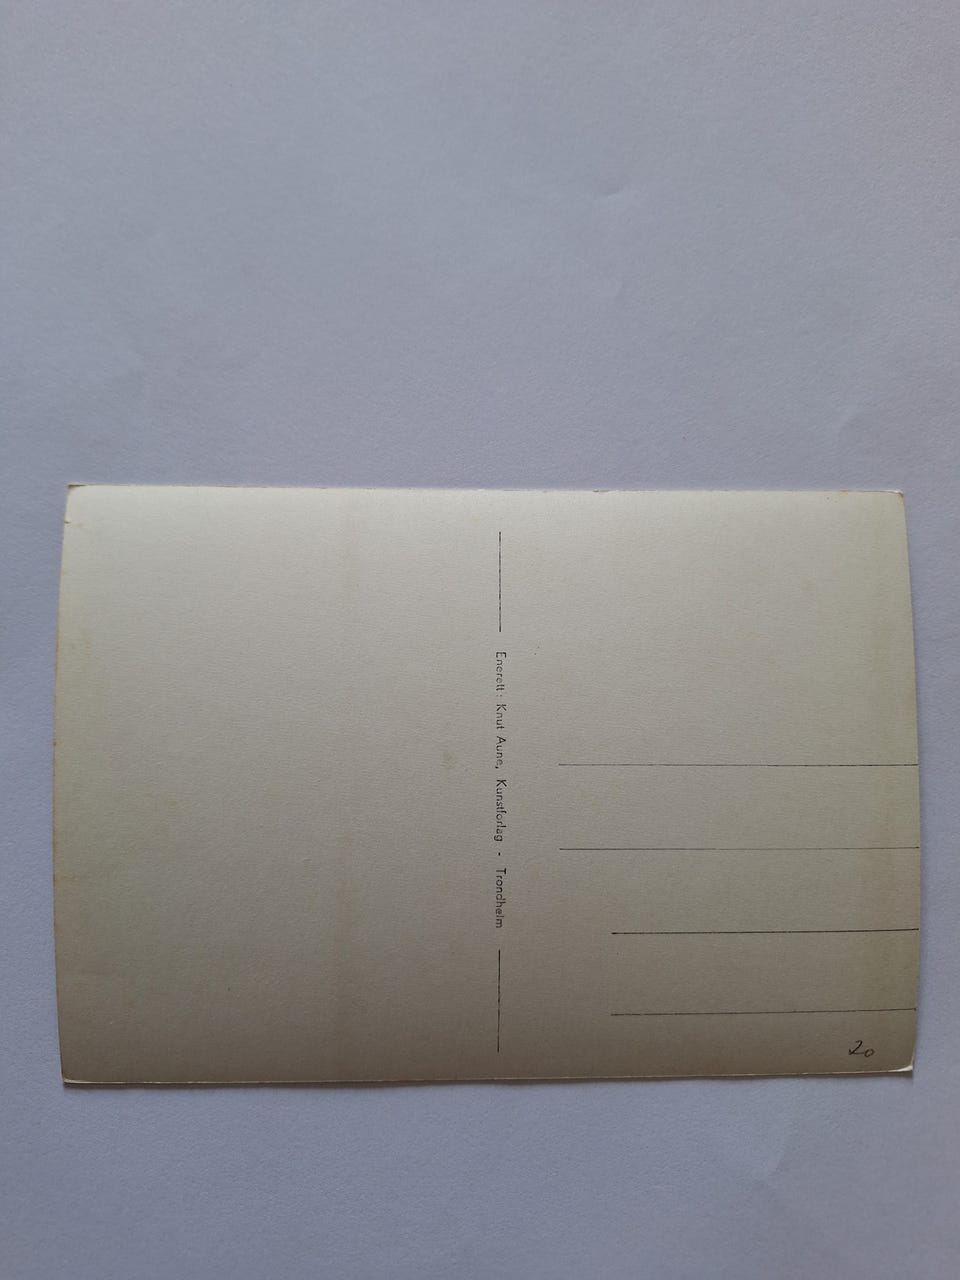 Enerett: Knut Aune, Kunstforlag - Trondheim
20